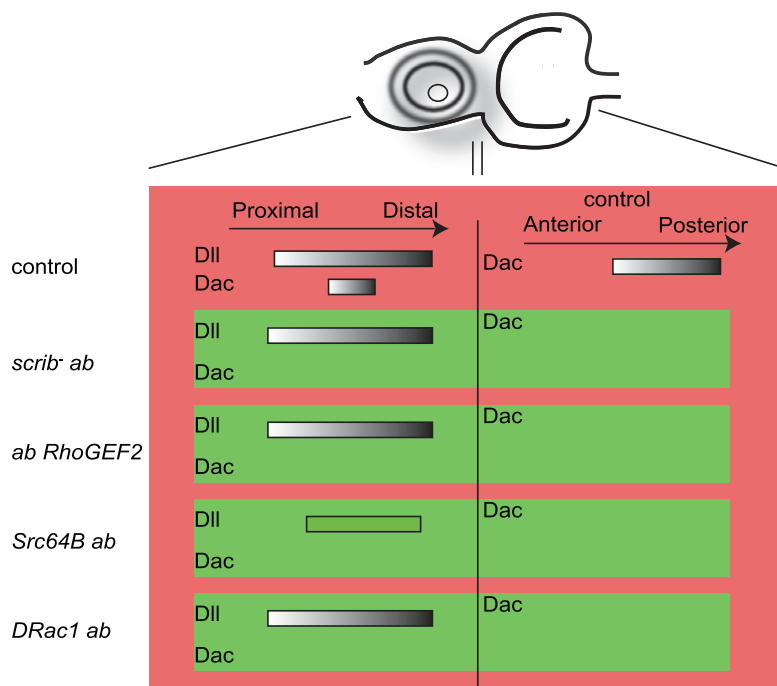 control
Proximal Distal
Anterior Posterior
control
Dll
Dac
Dac
scrib- ab
Dll
Dac
Dac
ab RhoGEF2
Dll
Dac
Dac
Src64B ab
Dll
Dac
Dac
DRac1 ab
Dll
Dac
Dac